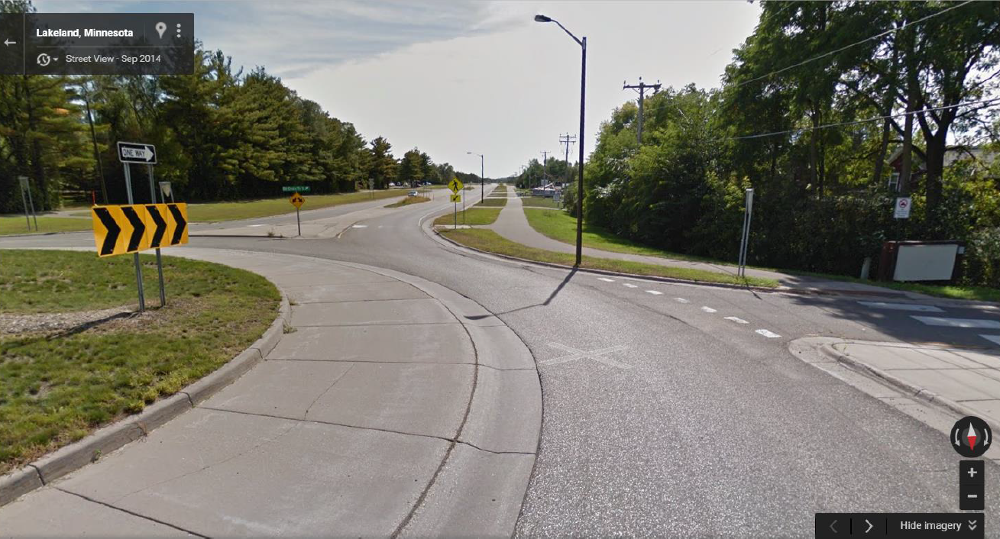 Lakeland, Minnesota
Street View - Sep 2014
ONE WAY
Hide imagery